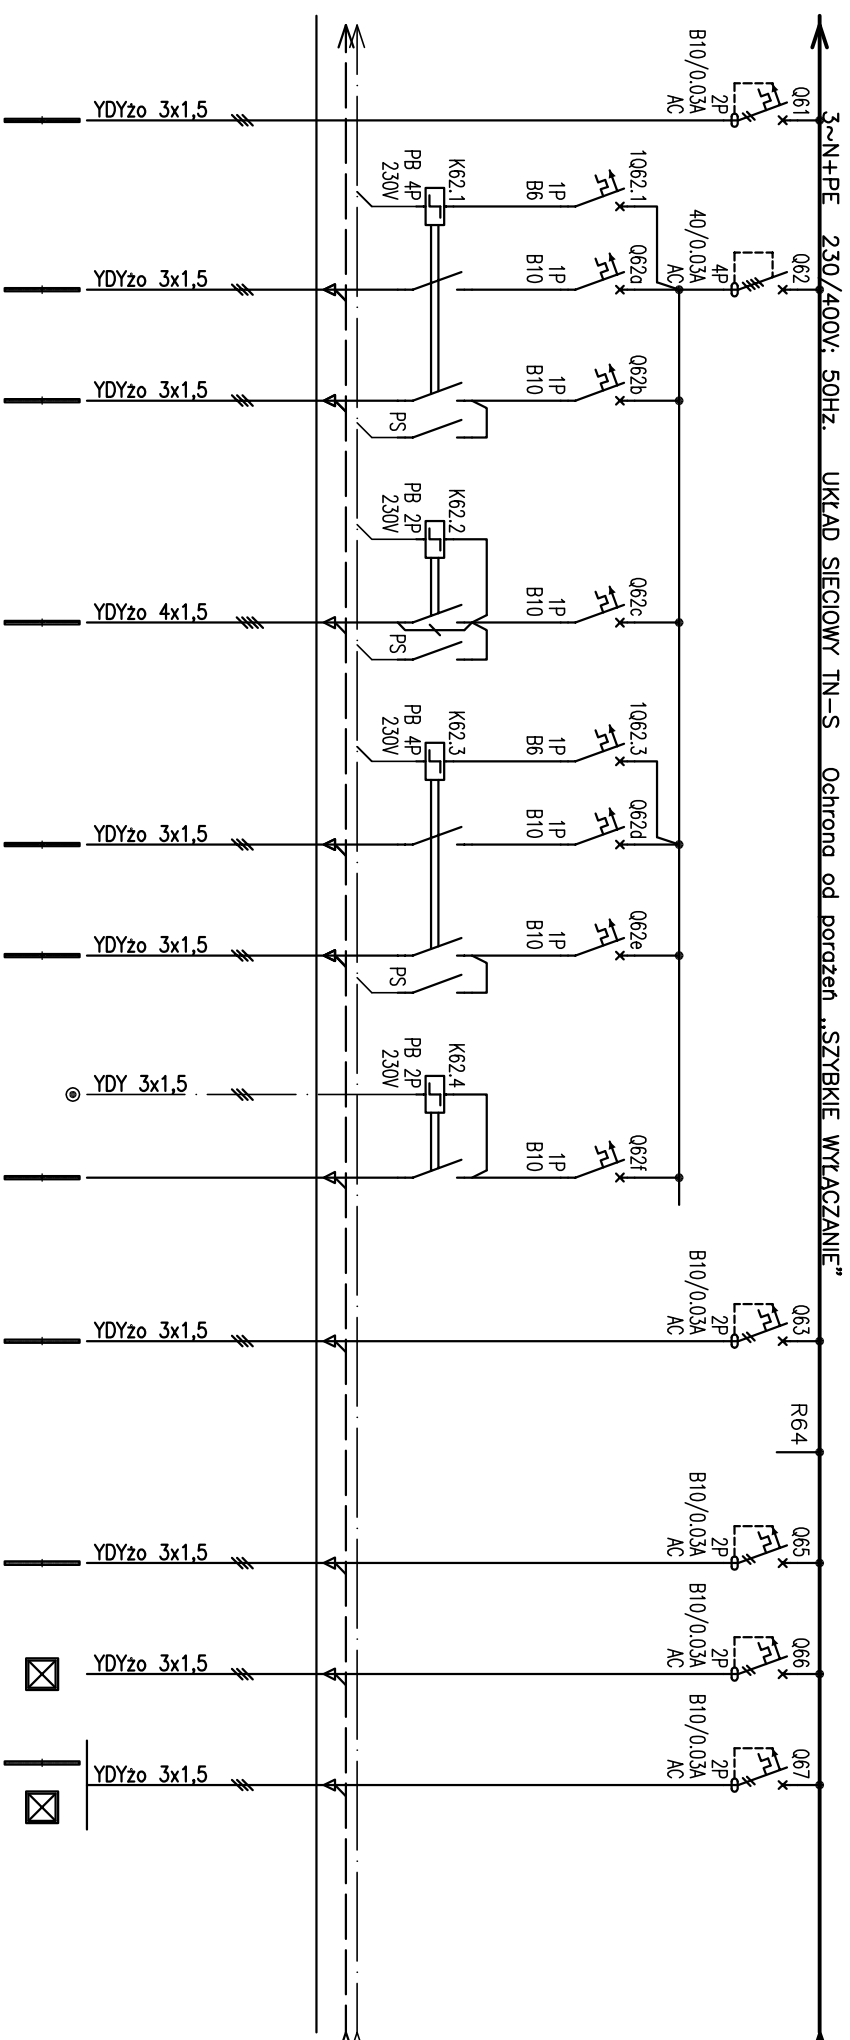 3~N+PE 230/400V; 50Hz. UKŁAD SIECIOWY TN-S Ochrona od porażeń „SZYBKIE WYŁĄCZANIE”
Q61
2P
B10/0.03A
AC
YDYżo 3x1,5
Q62
4P
40/0.03A
AC
1Q62.1
1P
B6
K62.1
PB 4P
230V
Q62a
1P
B10
YDYżo 3x1,5
Q62b
1P
B10
PS
YDYżo 3x1,5
K62.2
PB 2P
230V
Q62c
1P
B10
PS
YDYżo 4x1,5
1Q62.3
1P
B6
K62.3
PB 4P
230V
Q62d
1P
B10
YDYżo 3x1,5
Q62e
1P
B10
PS
YDYżo 3x1,5
K62.4
PB 2P
230V
YDY 3x1,5
Q62f
1P
B10
Q63
2P
B10/0.03A
AC
YDYżo 3x1,5
R64
Q65
2P
B10/0.03A
AC
YDYżo 3x1,5
Q66
2P
B10/0.03A
AC
YDYżo 3x1,5
Q67
2P
B10/0.03A
AC
YDYżo 3x1,5